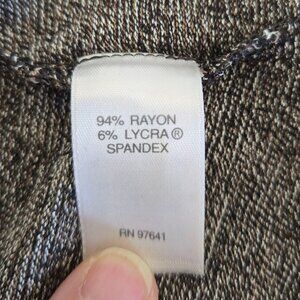 94% RAYON
6% LYCRA®
SPANDEX
RN 97641